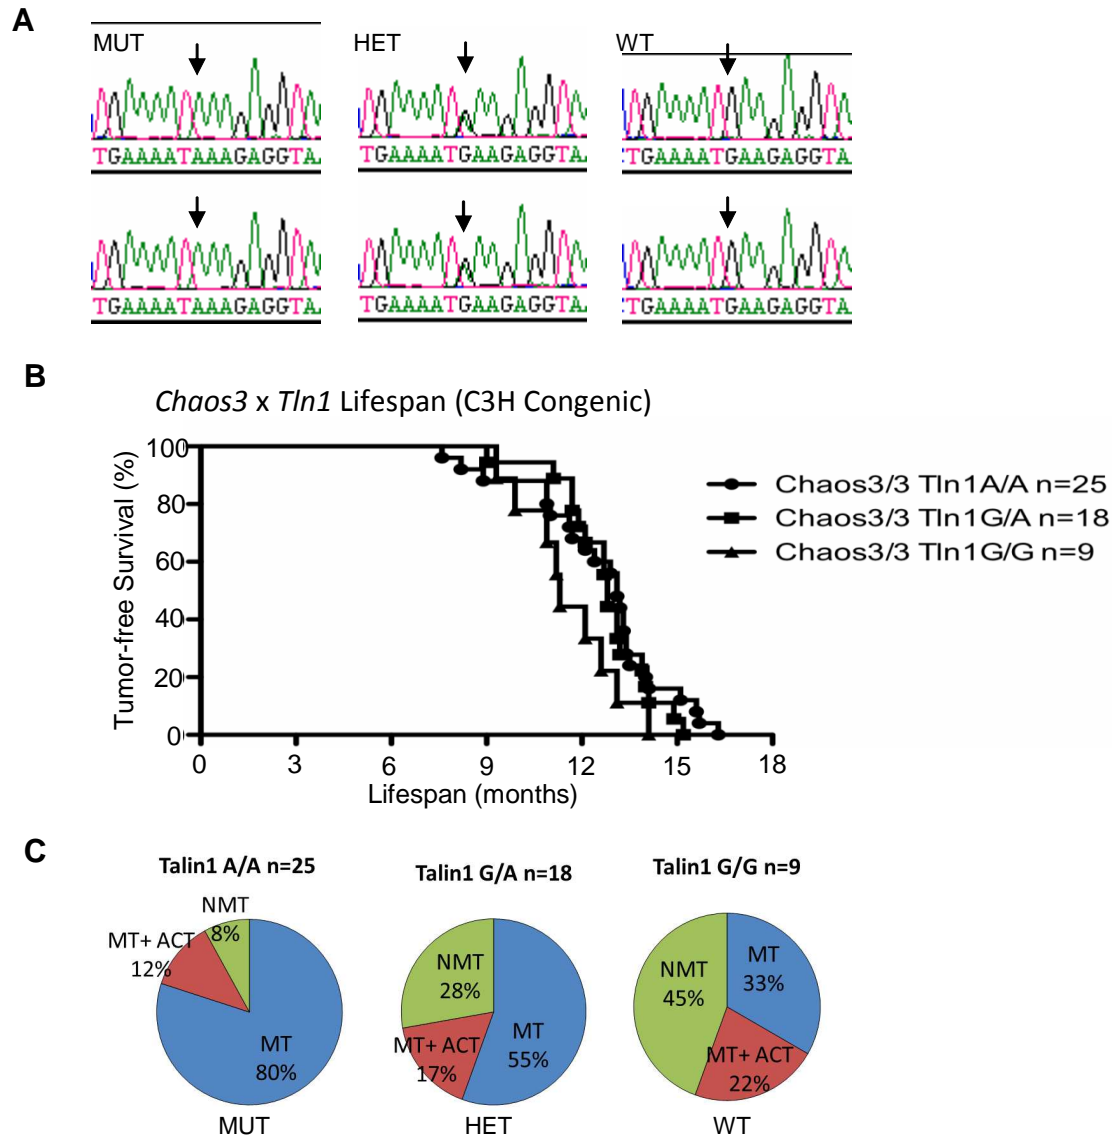 A
MUT HET WT
TGAAAATAAAGAGGTA TGAAAATGAAGAGGTA TGAAAATGAAGAGGTA
TGAAAATAAAGAGGTA TGAAAATGAAGAGGTA TGAAAATGAAGAGGTA
B
Chaos3 x Tln1 Lifespan (C3H Congenic)
Tumor-free Survival (%)
100
80
60
40
20
0
0 3 6 9 12 15 18
Lifespan (months)
Chaos3/3 Tln1A/A n=25
Chaos3/3 Tln1G/A n=18
Chaos3/3 Tln1G/G n=9
C
Talin1 A/A n=25
NMT
8%
MT+ ACT
12%
MT
80%
MUT
Talin1 G/A n=18
NMT
28%
MT+ ACT
17%
MT
55%
HET
Talin1 G/G n=9
NMT
45%
MT
33%
MT+ ACT
22%
WT